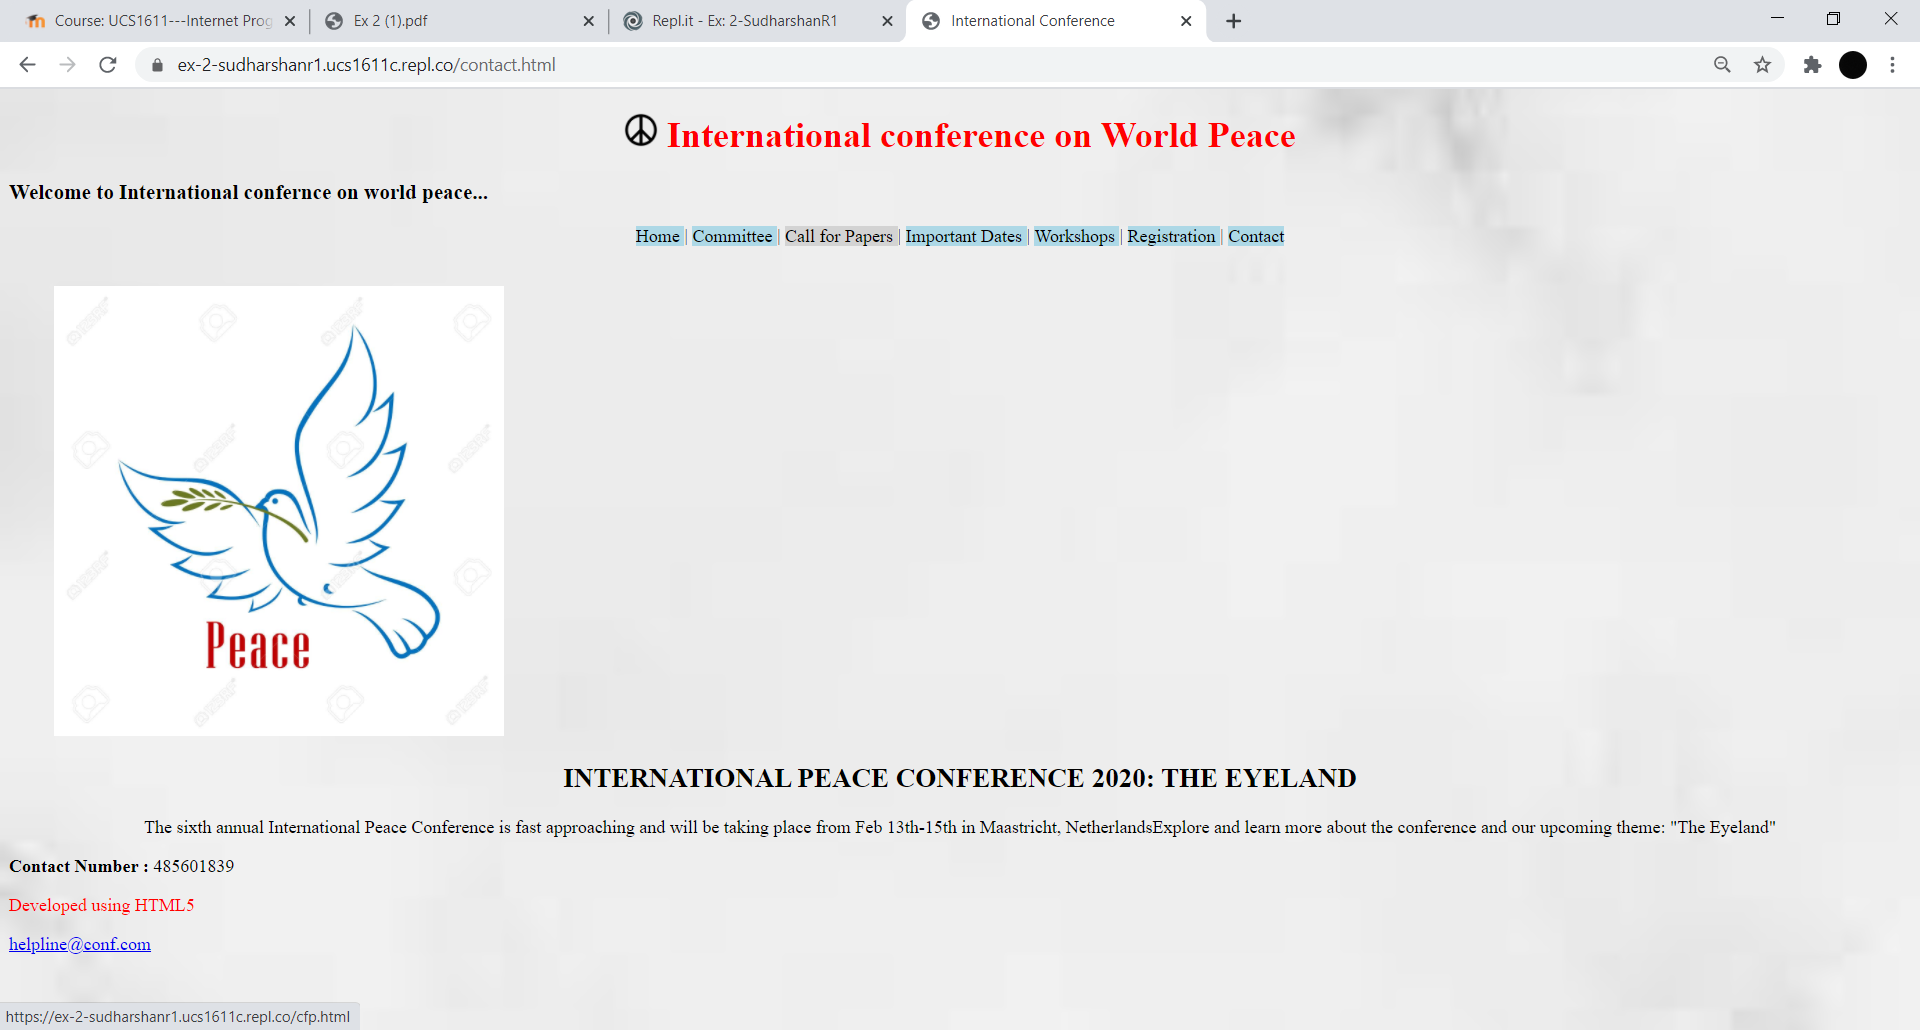 Course: UCS1611---Internet Prog
Ex 2 (1).pdf
Repl.it - Ex: 2-SudharshanR1
International Conference
ex-2-sudharshanr1.ucs1611c.repl.co/contact.html
International conference on World Peace
Welcome to International confernce on world peace...
Home | Committee | Call for Papers | Important Dates | Workshops | Registration | Contact
Peace
INTERNATIONAL PEACE CONFERENCE 2020: THE EYELAND
The sixth annual International Peace Conference is fast approaching and will be taking place from Feb 13th-15th in Maastricht, NetherlandsExplore and learn more about the conference and our upcoming theme: "The Eyeland"
Contact Number : 485601839
Developed using HTML5
helpline@conf.com
https://ex-2-sudharshanr1.ucs1611c.repl.co/cfp.html